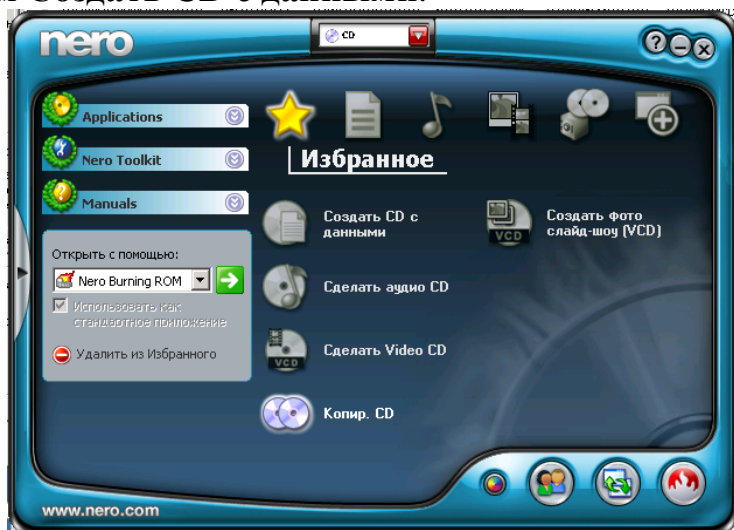 Создать CD с данными.
nero
CD
Applications
Nero Toolkit
Manuals
Избранное
Создать CD с
данными
Создать фото
слайд-шоу (VCD)
VCD
Сделать аудио CD
Сделать Video CD
VCD
Копир. CD
Открыть с помощью:
Nero Burning ROM
Использовать как
стандартное приложение
Удалить из Избранного
www.nero.com